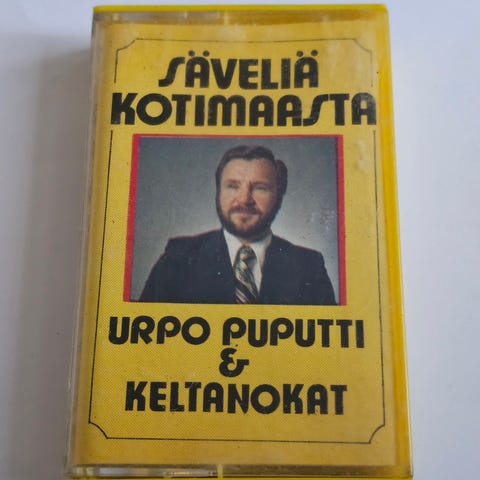 SÄVELIÄ
KOTIMAASTA
URPO PUPUTTI
&
KELTANOKAT